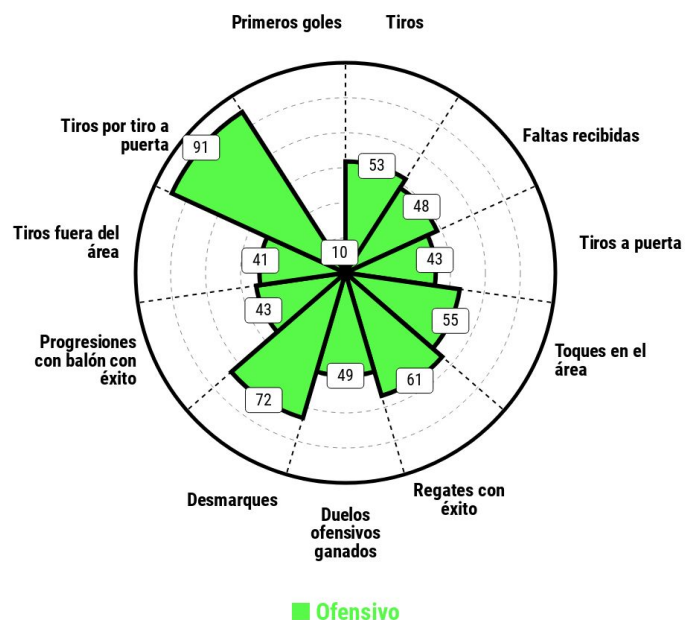 Primeros goles
Tiros
Tiros por tiro a
puerta
Faltas recibidas
Tiros fuera del
área
Tiros a puerta
Progresiones
con balón con
éxito
Toques en el
área
Desmarques
Regates con
éxito
Duelos
ofensivos
ganados
91
53
48
10
41
43
43
55
72
49
61
Ofensivo